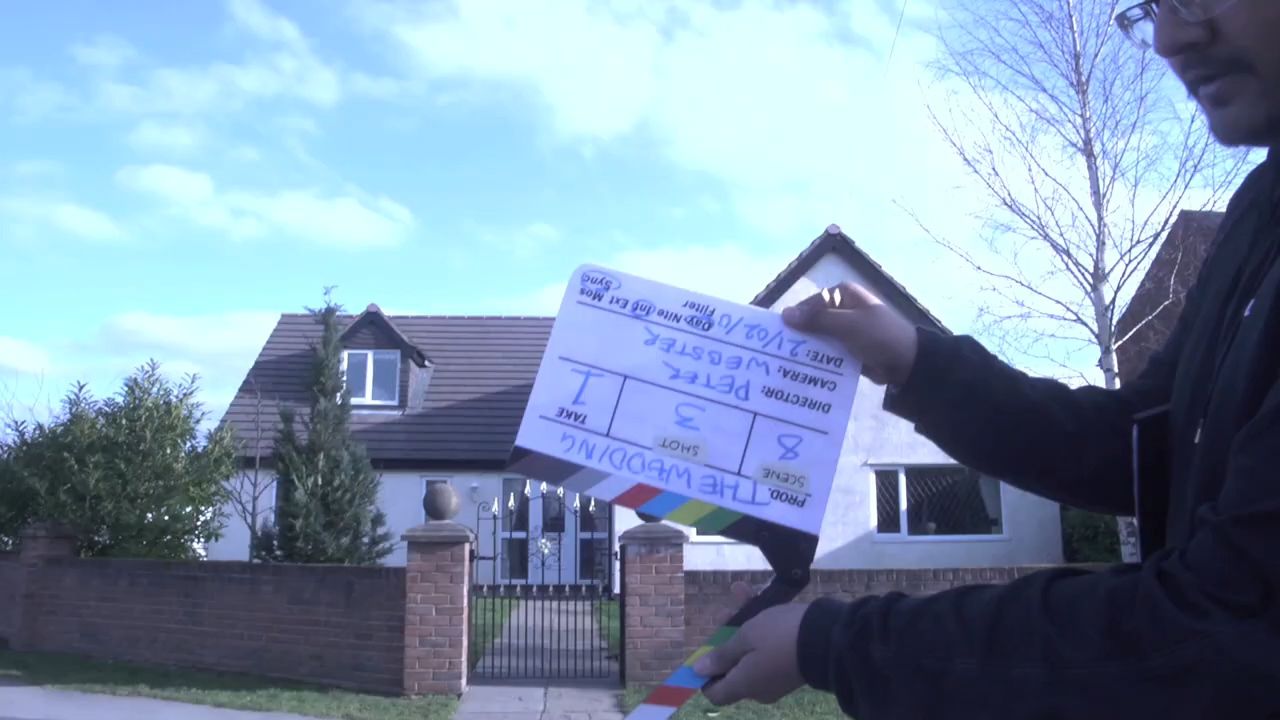 PROD. THE WEDDING
SCENE SHOT TAKE
8 3 1
DIRECTOR: PETER
CAMERA: WEBSTER
DATE: 21/02/
Day Nite Int Ext Mos
Filter Sync